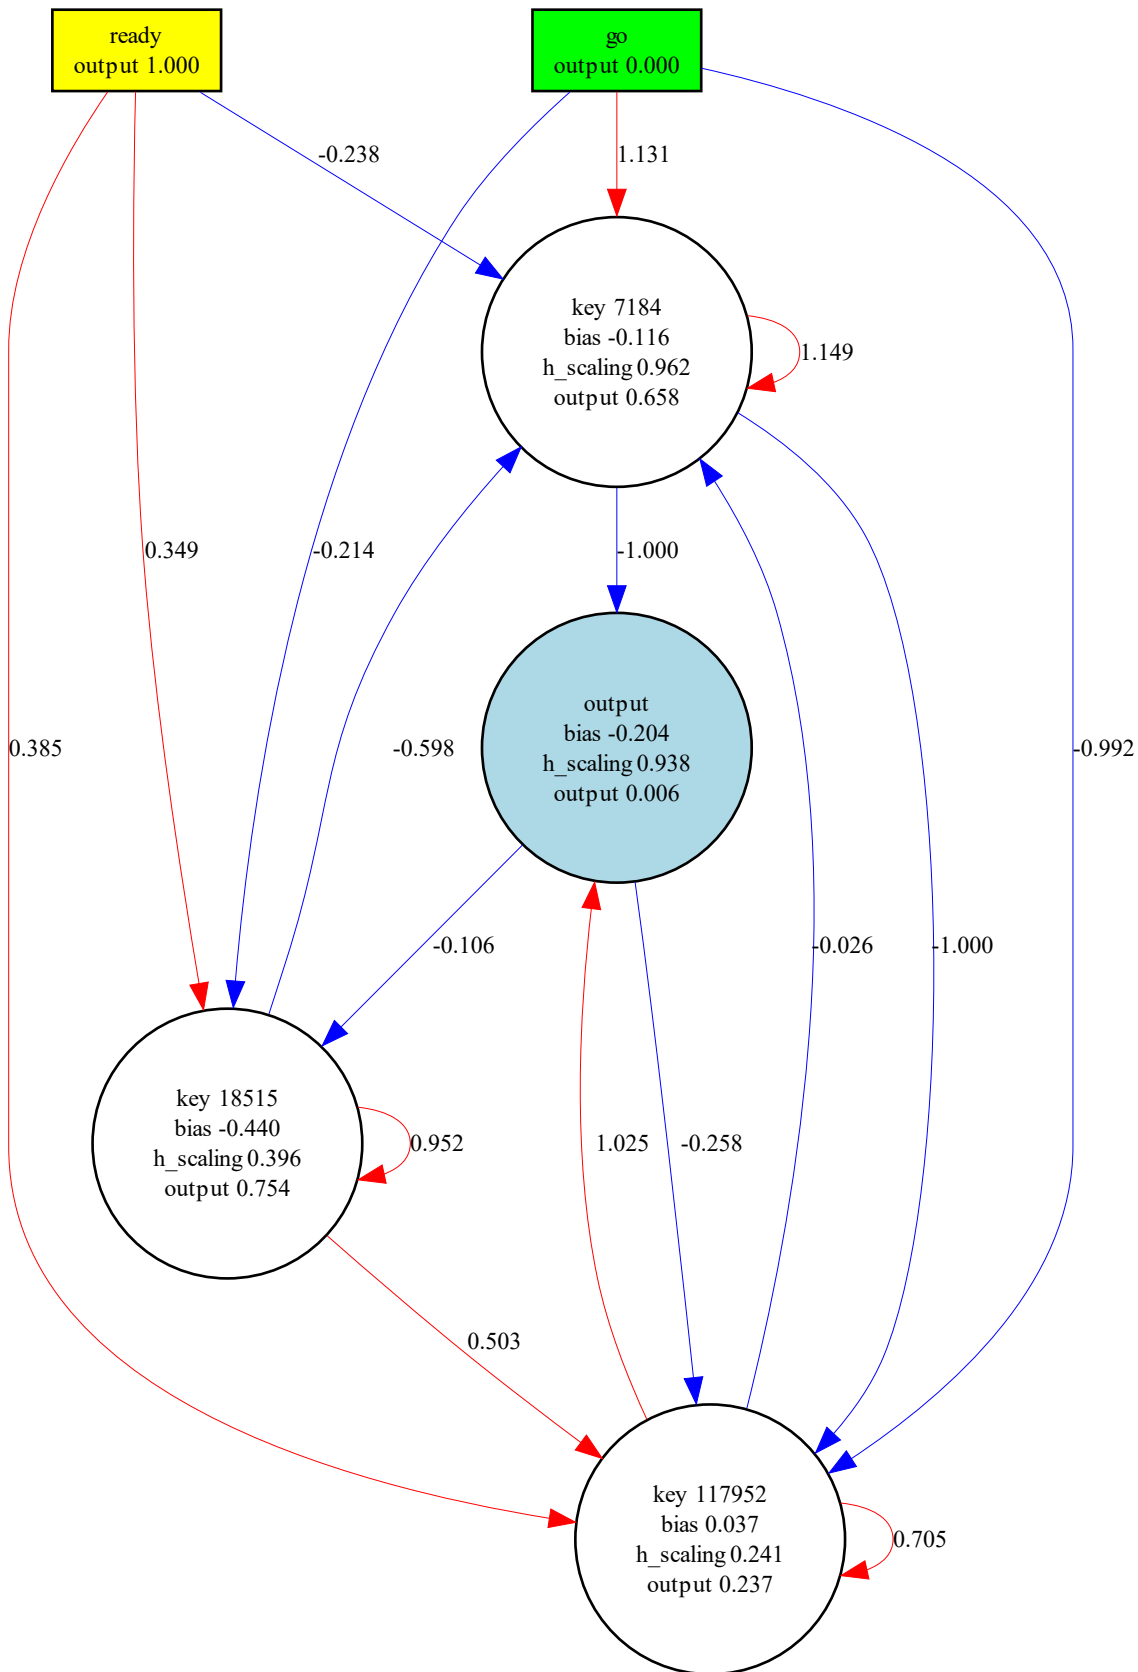 ready
output 1.000
go
output 0.000
-0.238
1.131
key 7184
bias -0.116
h_scaling 0.962
output 0.658
1.149
0.349
-0.214
-1.000
output
bias -0.204
h_scaling 0.938
output 0.006
0.385
-0.598
-0.992
-0.106
-0.026
-1.000
key 18515
bias -0.440
h_scaling 0.396
output 0.754
0.952
1.025
-0.258
0.503
key 117952
bias 0.037
h_scaling 0.241
output 0.237
0.705